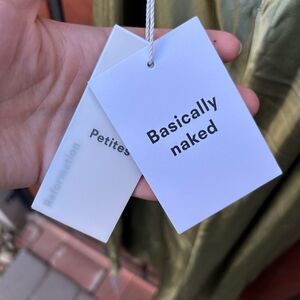 Basically
naked
Petites
Reformation